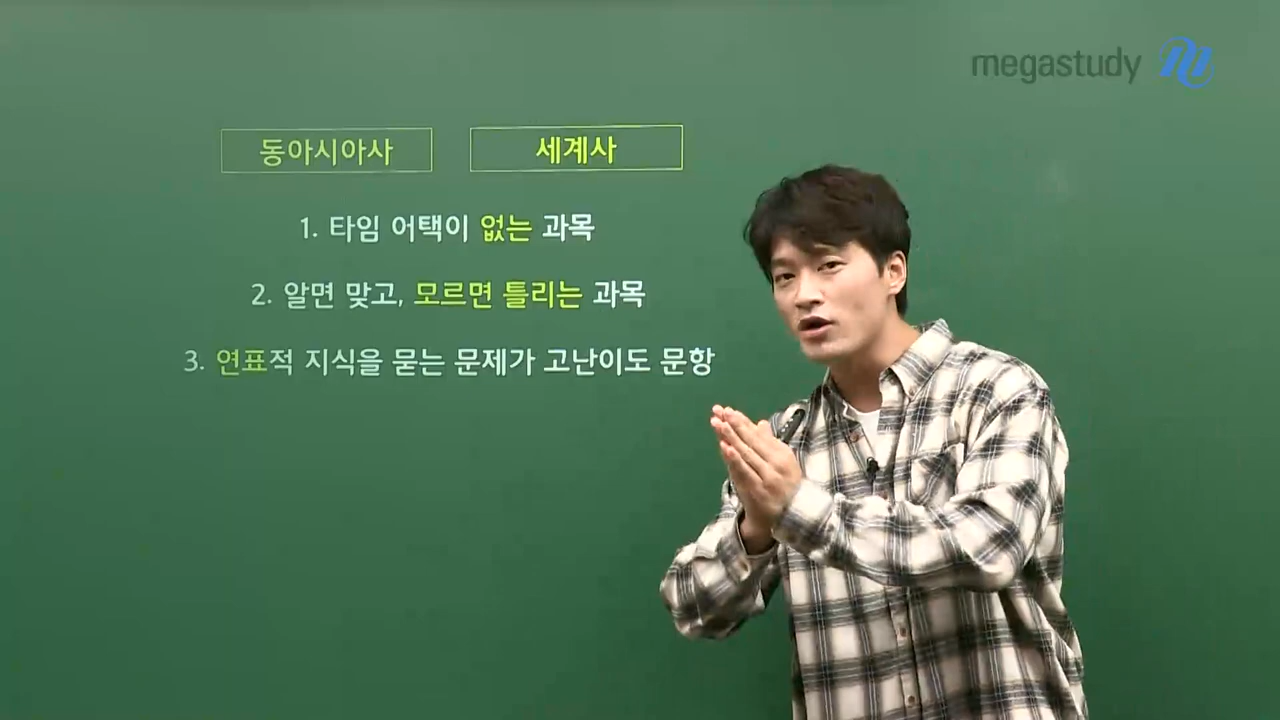 megastudy
동아시아사 세계사
1. 타임 어택이 없는 과목
2. 알면 맞고, 모르면 틀리는 과목
3. 연표적 지식을 묻는 문제가 고난이도 문항